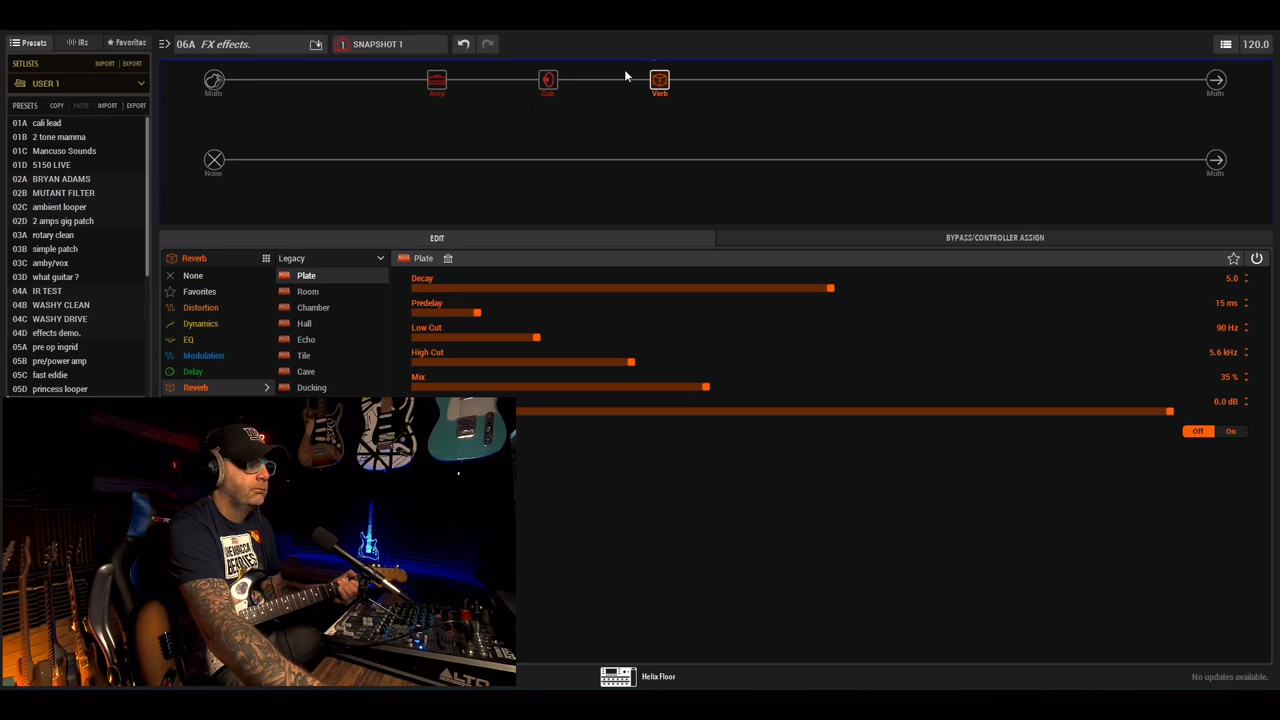 Presets
IRs
Favorites
06A FX effects.
1 SNAPSHOT 1
120.0
SETLISTS IMPORT EXPORT
USER 1
PRESETS COPY PASTE IMPORT EXPORT
01A cali lead
01B 2 tone mamma
01C Mancuso Sounds
01D 5150 LIVE
02A BRYAN ADAMS
02B MUTANT FILTER
02C ambient looper
02D 2 amps gig patch
03A rotary clean
03B simple patch
03C amby/vox
03D what guitar ?
04A IR TEST
04B WASHY CLEAN
04C WASHY DRIVE
04D effects demo.
05A pre op ingrid
05B pre/power amp
05C fast eddie
05D princess looper
Multi
Amp
Cab
Verb
Multi
None
Multi
EDIT
BYPASS/CONTROLLER ASSIGN
Reverb
None
Favorites
Distortion
Dynamics
EQ
Modulation
Delay
Reverb
Legacy
Plate
Room
Chamber
Hall
Echo
Tile
Cave
Ducking
Plate
Decay 5.0
Predelay 15 ms
Low Cut 90 Hz
High Cut 5.6 kHz
Mix 35 %
0.0 dB
Off On
ALTO
Helix Floor
No updates available.